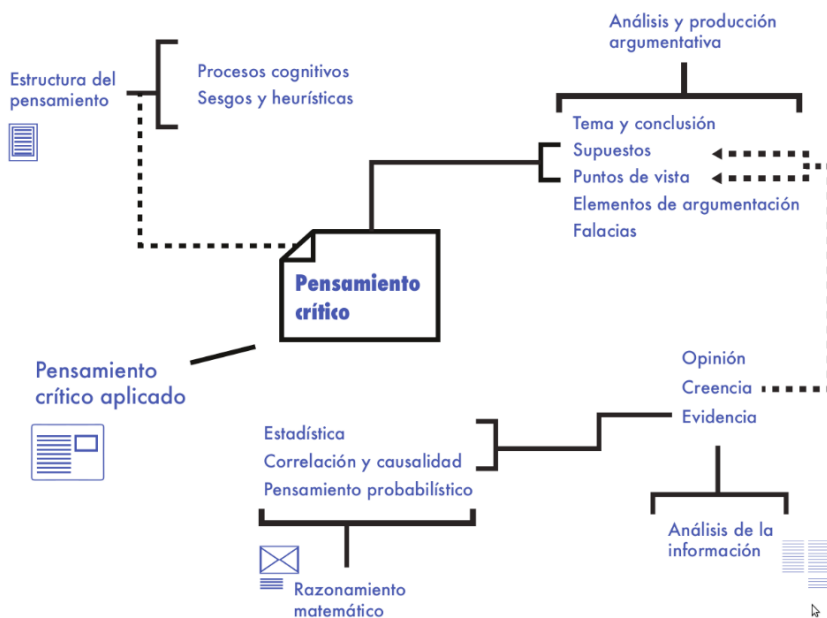 Análisis y producción
argumentativa
Estructura del
pensamiento
Procesos cognitivos
Sesgos y heurísticas
Tema y conclusión
Supuestos
Puntos de vista
Elementos de argumentación
Falacias
Pensamiento
crítico
Pensamiento
crítico aplicado
Opinión
Creencia
Evidencia
Estadística
Correlación y causalidad
Pensamiento probabilístico
Análisis de la
información
Razonamiento
matemático